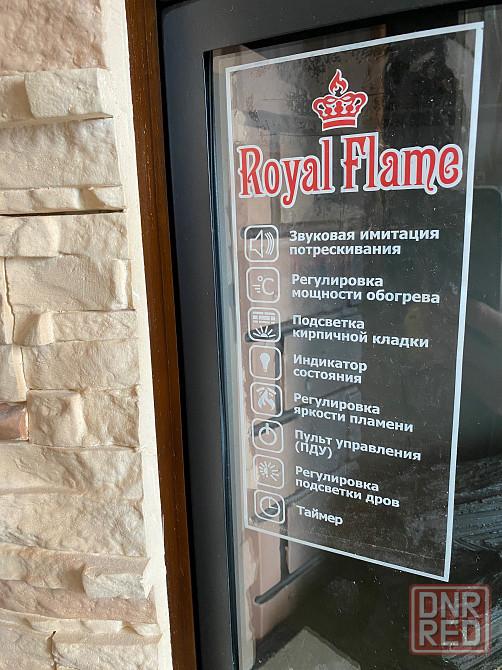 Royal Flame
Звуковая имитация
потрескивания
°C
Регулировка
мощности обогрева
Подсветка
кирпичной кладки
Индикатор
состояния
Регулировка
яркости пламени
Пульт управления
(ПДУ)
Регулировка
подсветки дров
Таймер
DNR
RED